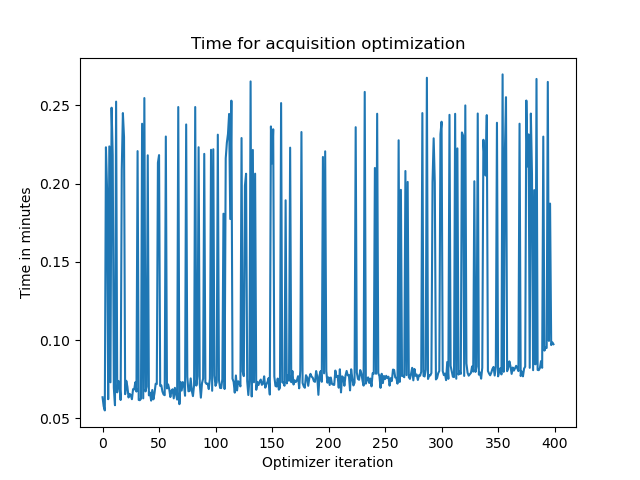 Time for acquisition optimization
Time in minutes
0.25
0.20
0.15
0.10
0.05
0 50 100 150 200 250 300 350 400
Optimizer iteration